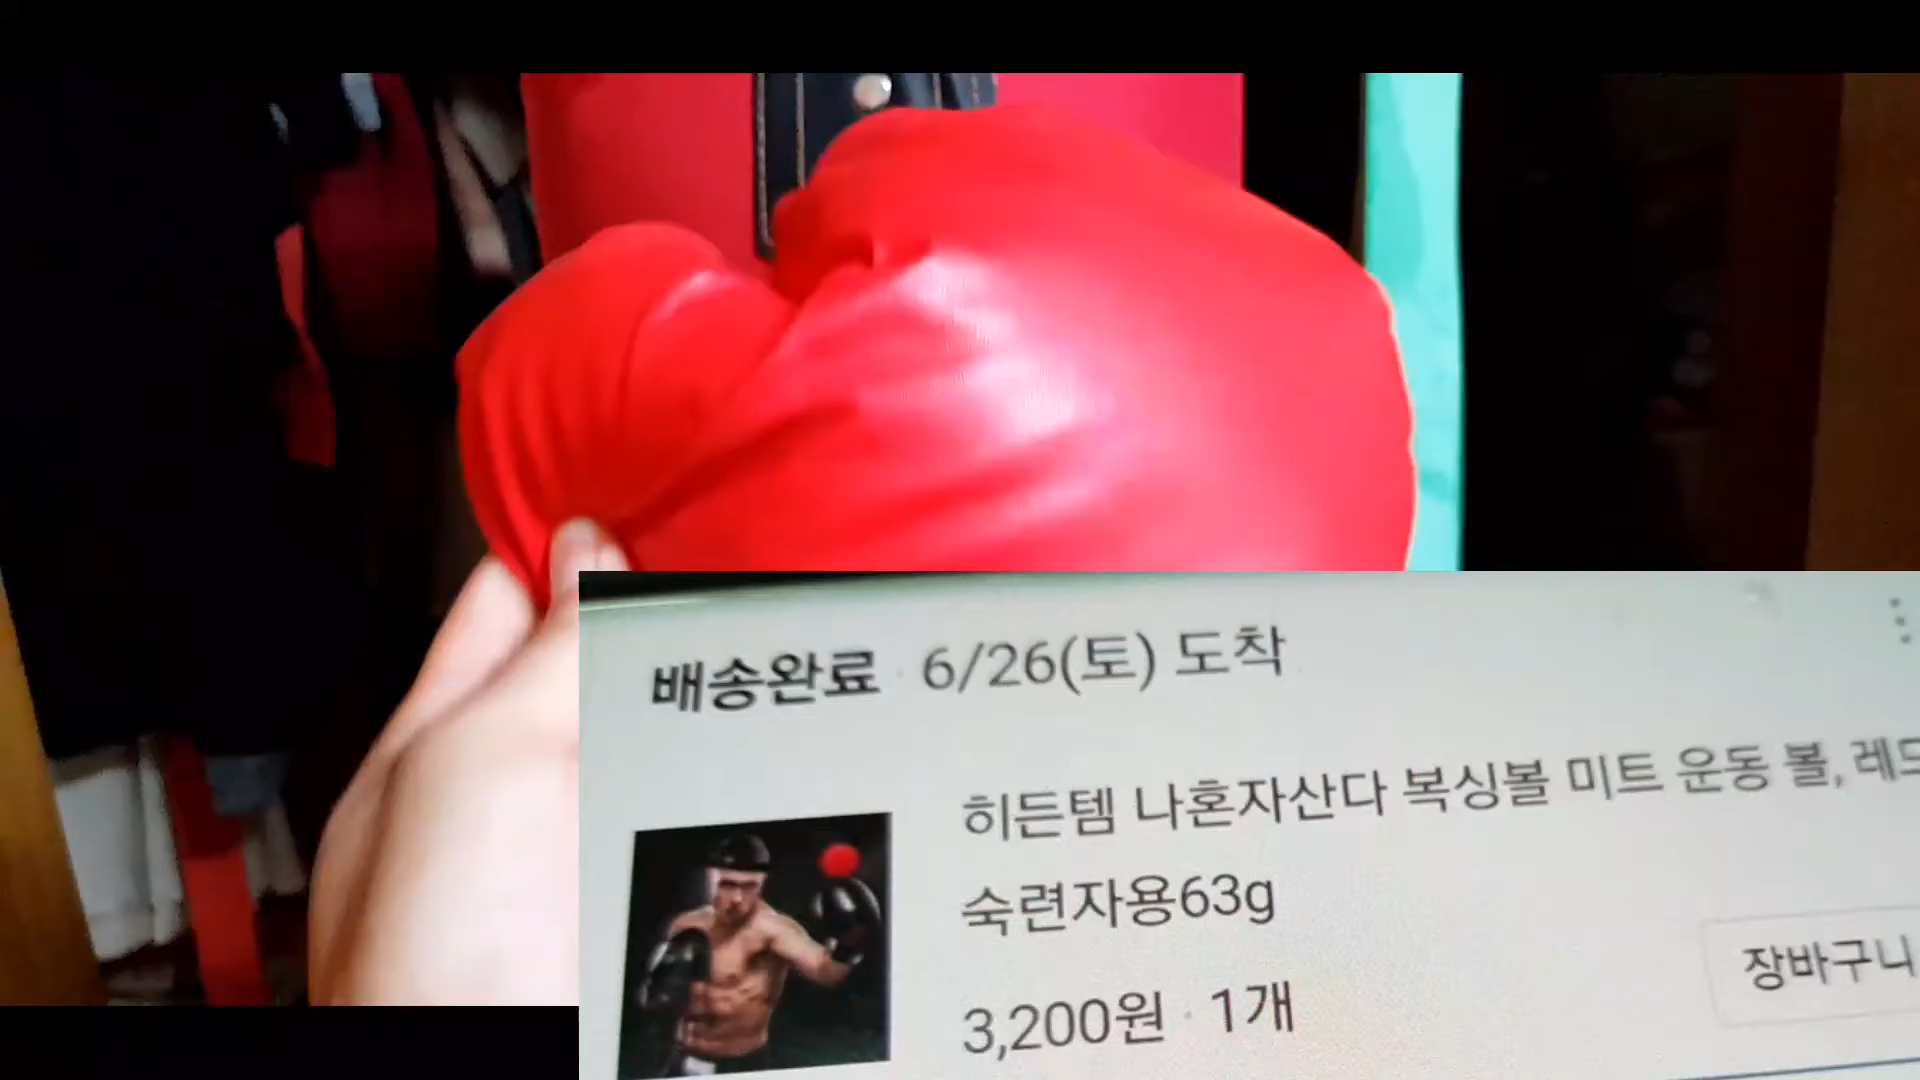 배송완료 · 6/26(토) 도착
히든템 나혼자산다 복싱볼 미트 운동 볼,
숙련자용63g
3,200원 · 1개
장바구니